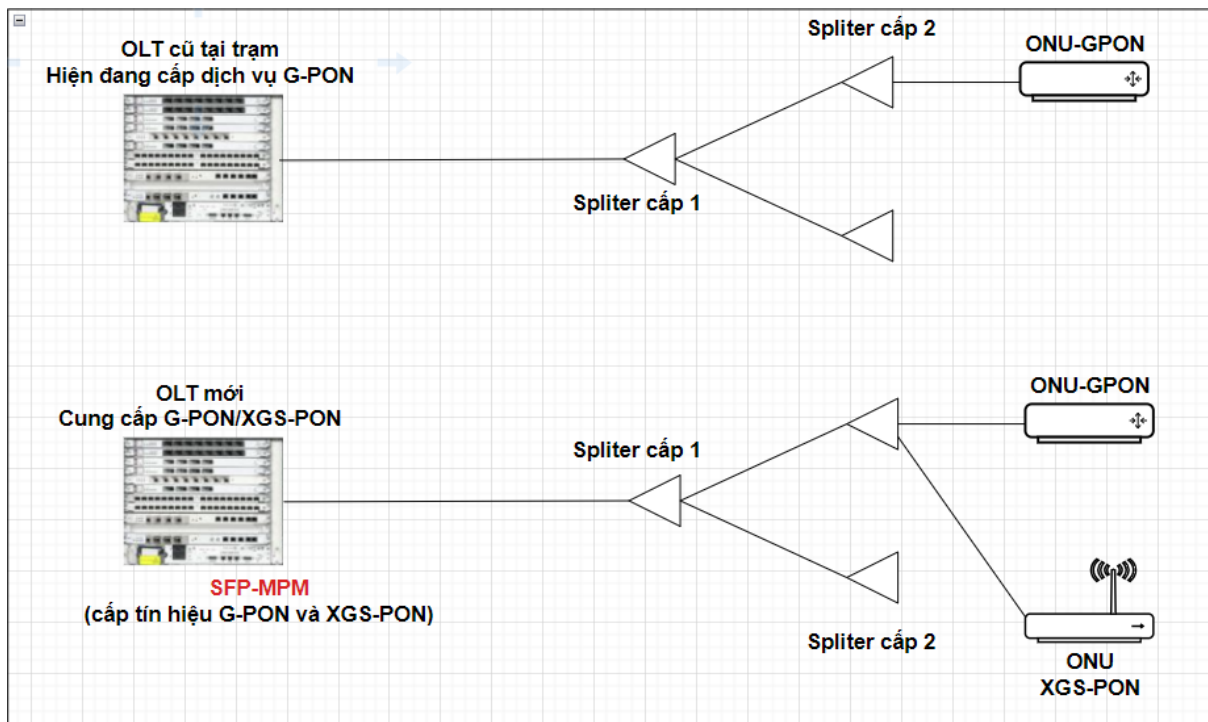 Spliter cấp 2
ONU-GPON
OLT cũ tại trạm
Hiện đang cấp dịch vụ G-PON
Spliter cấp 1
OLT mới
Cung cấp G-PON/XGS-PON
ONU-GPON
Spliter cấp 1
SFP-MPM
(cấp tín hiệu G-PON và XGS-PON)
Spliter cấp 2
ONU
XGS-PON